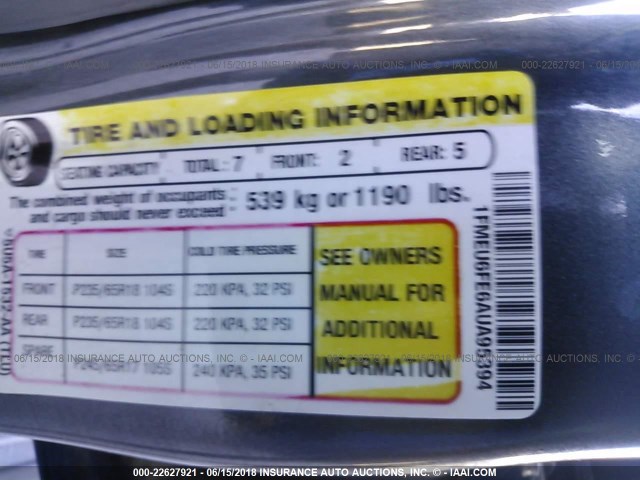 000-22627921 - 06/15/2018 INSURANCE AUTO AUCTIONS, INC. - IAAI.COM
TIRE AND LOADING INFORMATION
SEATING CAPACITY TOTAL: 7 FRONT: 2 REAR: 5
The combined weight of occupants and cargo should never exceed : 539 kg or 1190 lbs.
TIRE SIZE COLD TIRE PRESSURE
FRONT P235/65R18 104S 220 KPA, 32 PSI
REAR P235/65R18 104S 220 KPA, 32 PSI
SPARE P245/65R17 105S 240 KPA, 35 PSI
SEE OWNERS
MANUAL FOR
ADDITIONAL
INFORMATION
06/15/2018 INSURANCE AUTO AUCTIONS, INC. - IAAI.COM
000-22627921 - 06/15/2018 INSURANCE AUTO AUCTIONS, INC. - IAAI.COM